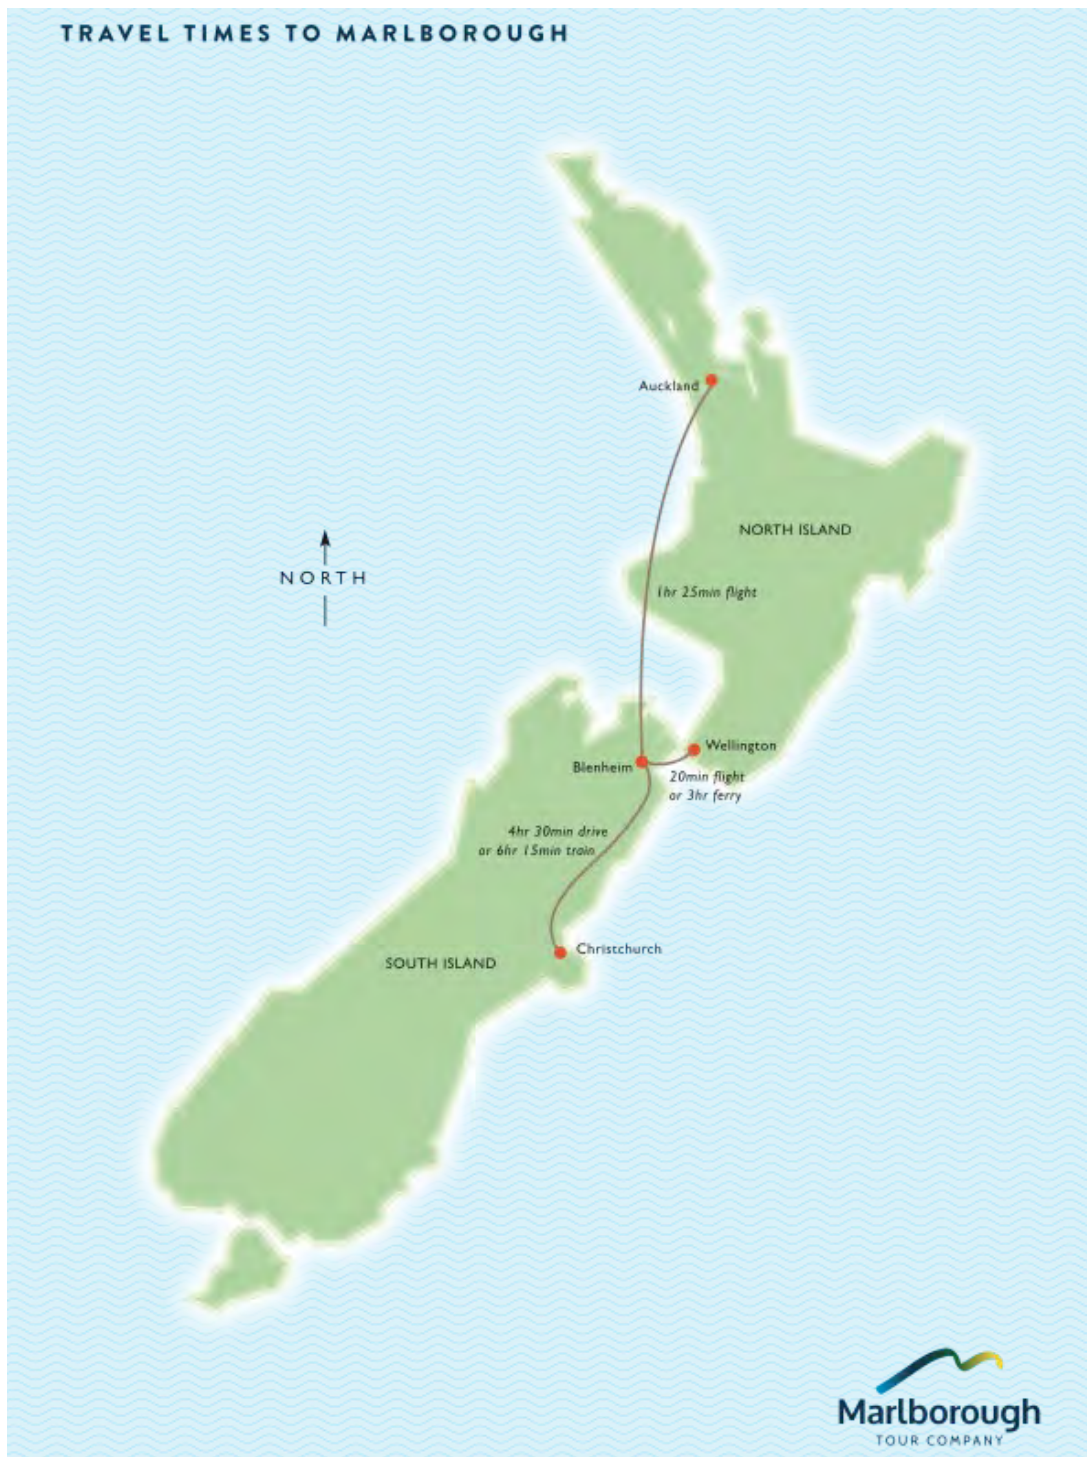 TRAVEL TIMES TO MARLBOROUGH
Auckland
NORTH ISLAND
NORTH
1hr 25min flight
Wellington
Blenheim
20min flight
or 3hr ferry
4hr 30min drive
or 6hr 15min train
Christchurch
SOUTH ISLAND
Marlborough
TOUR COMPANY